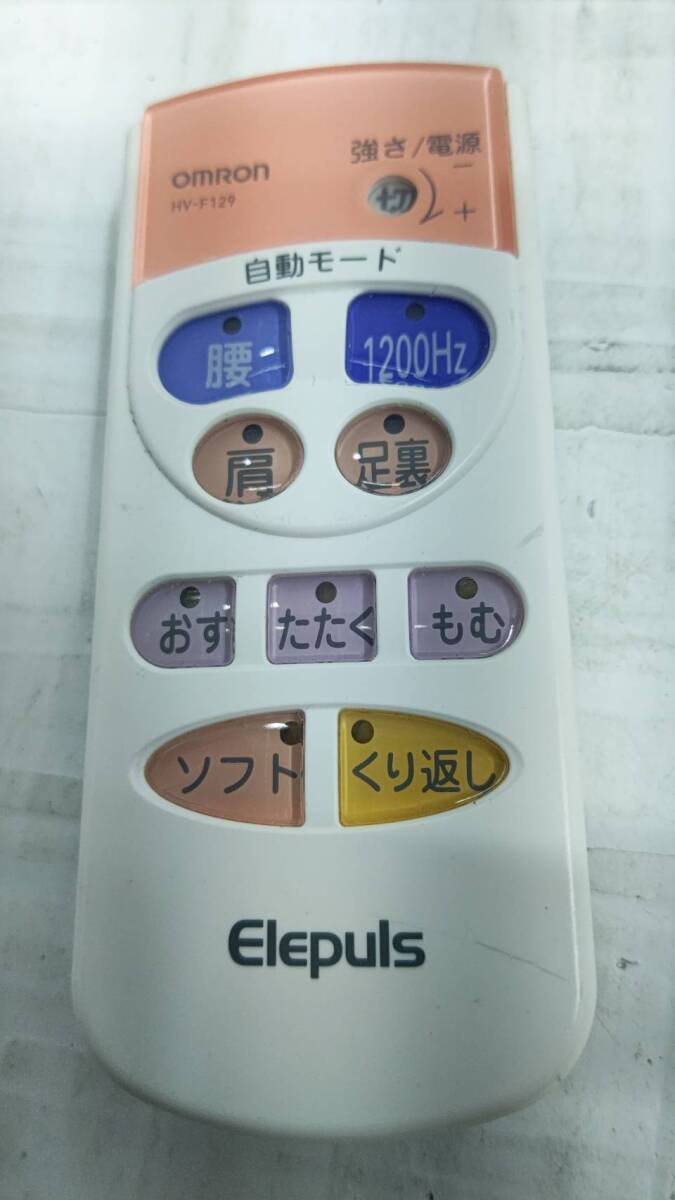 強さ/電源
OMRON
HV-F129
切
− +
自動モード
腰
1200Hz
肩
足裏
おす
たたく
もむ
ソフト
くり返し
Elepuls